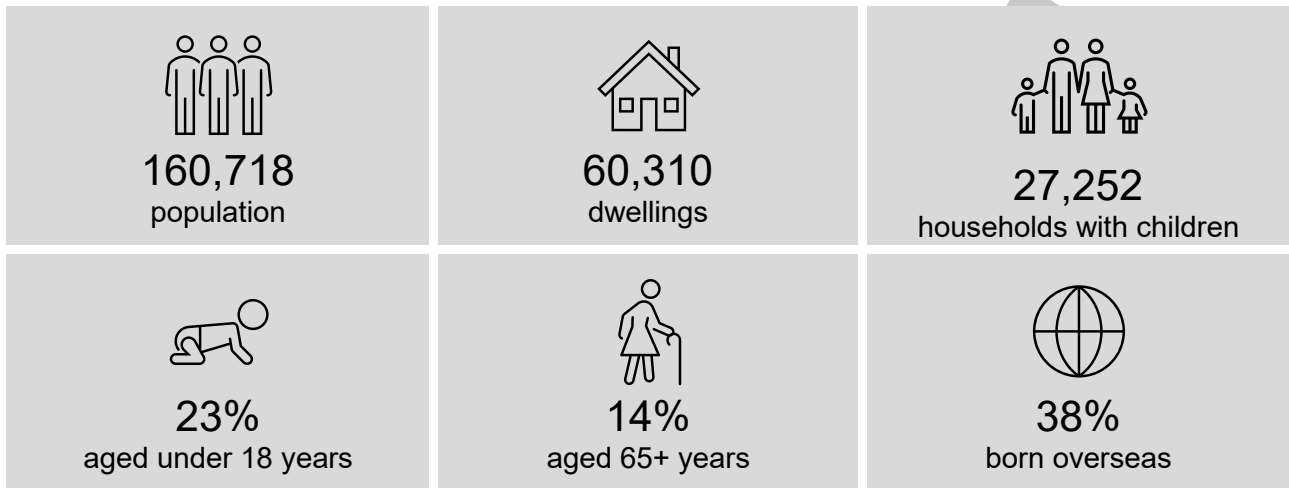 160,718
population
60,310
dwellings
27,252
households with children
23%
aged under 18 years
14%
aged 65+ years
38%
born overseas